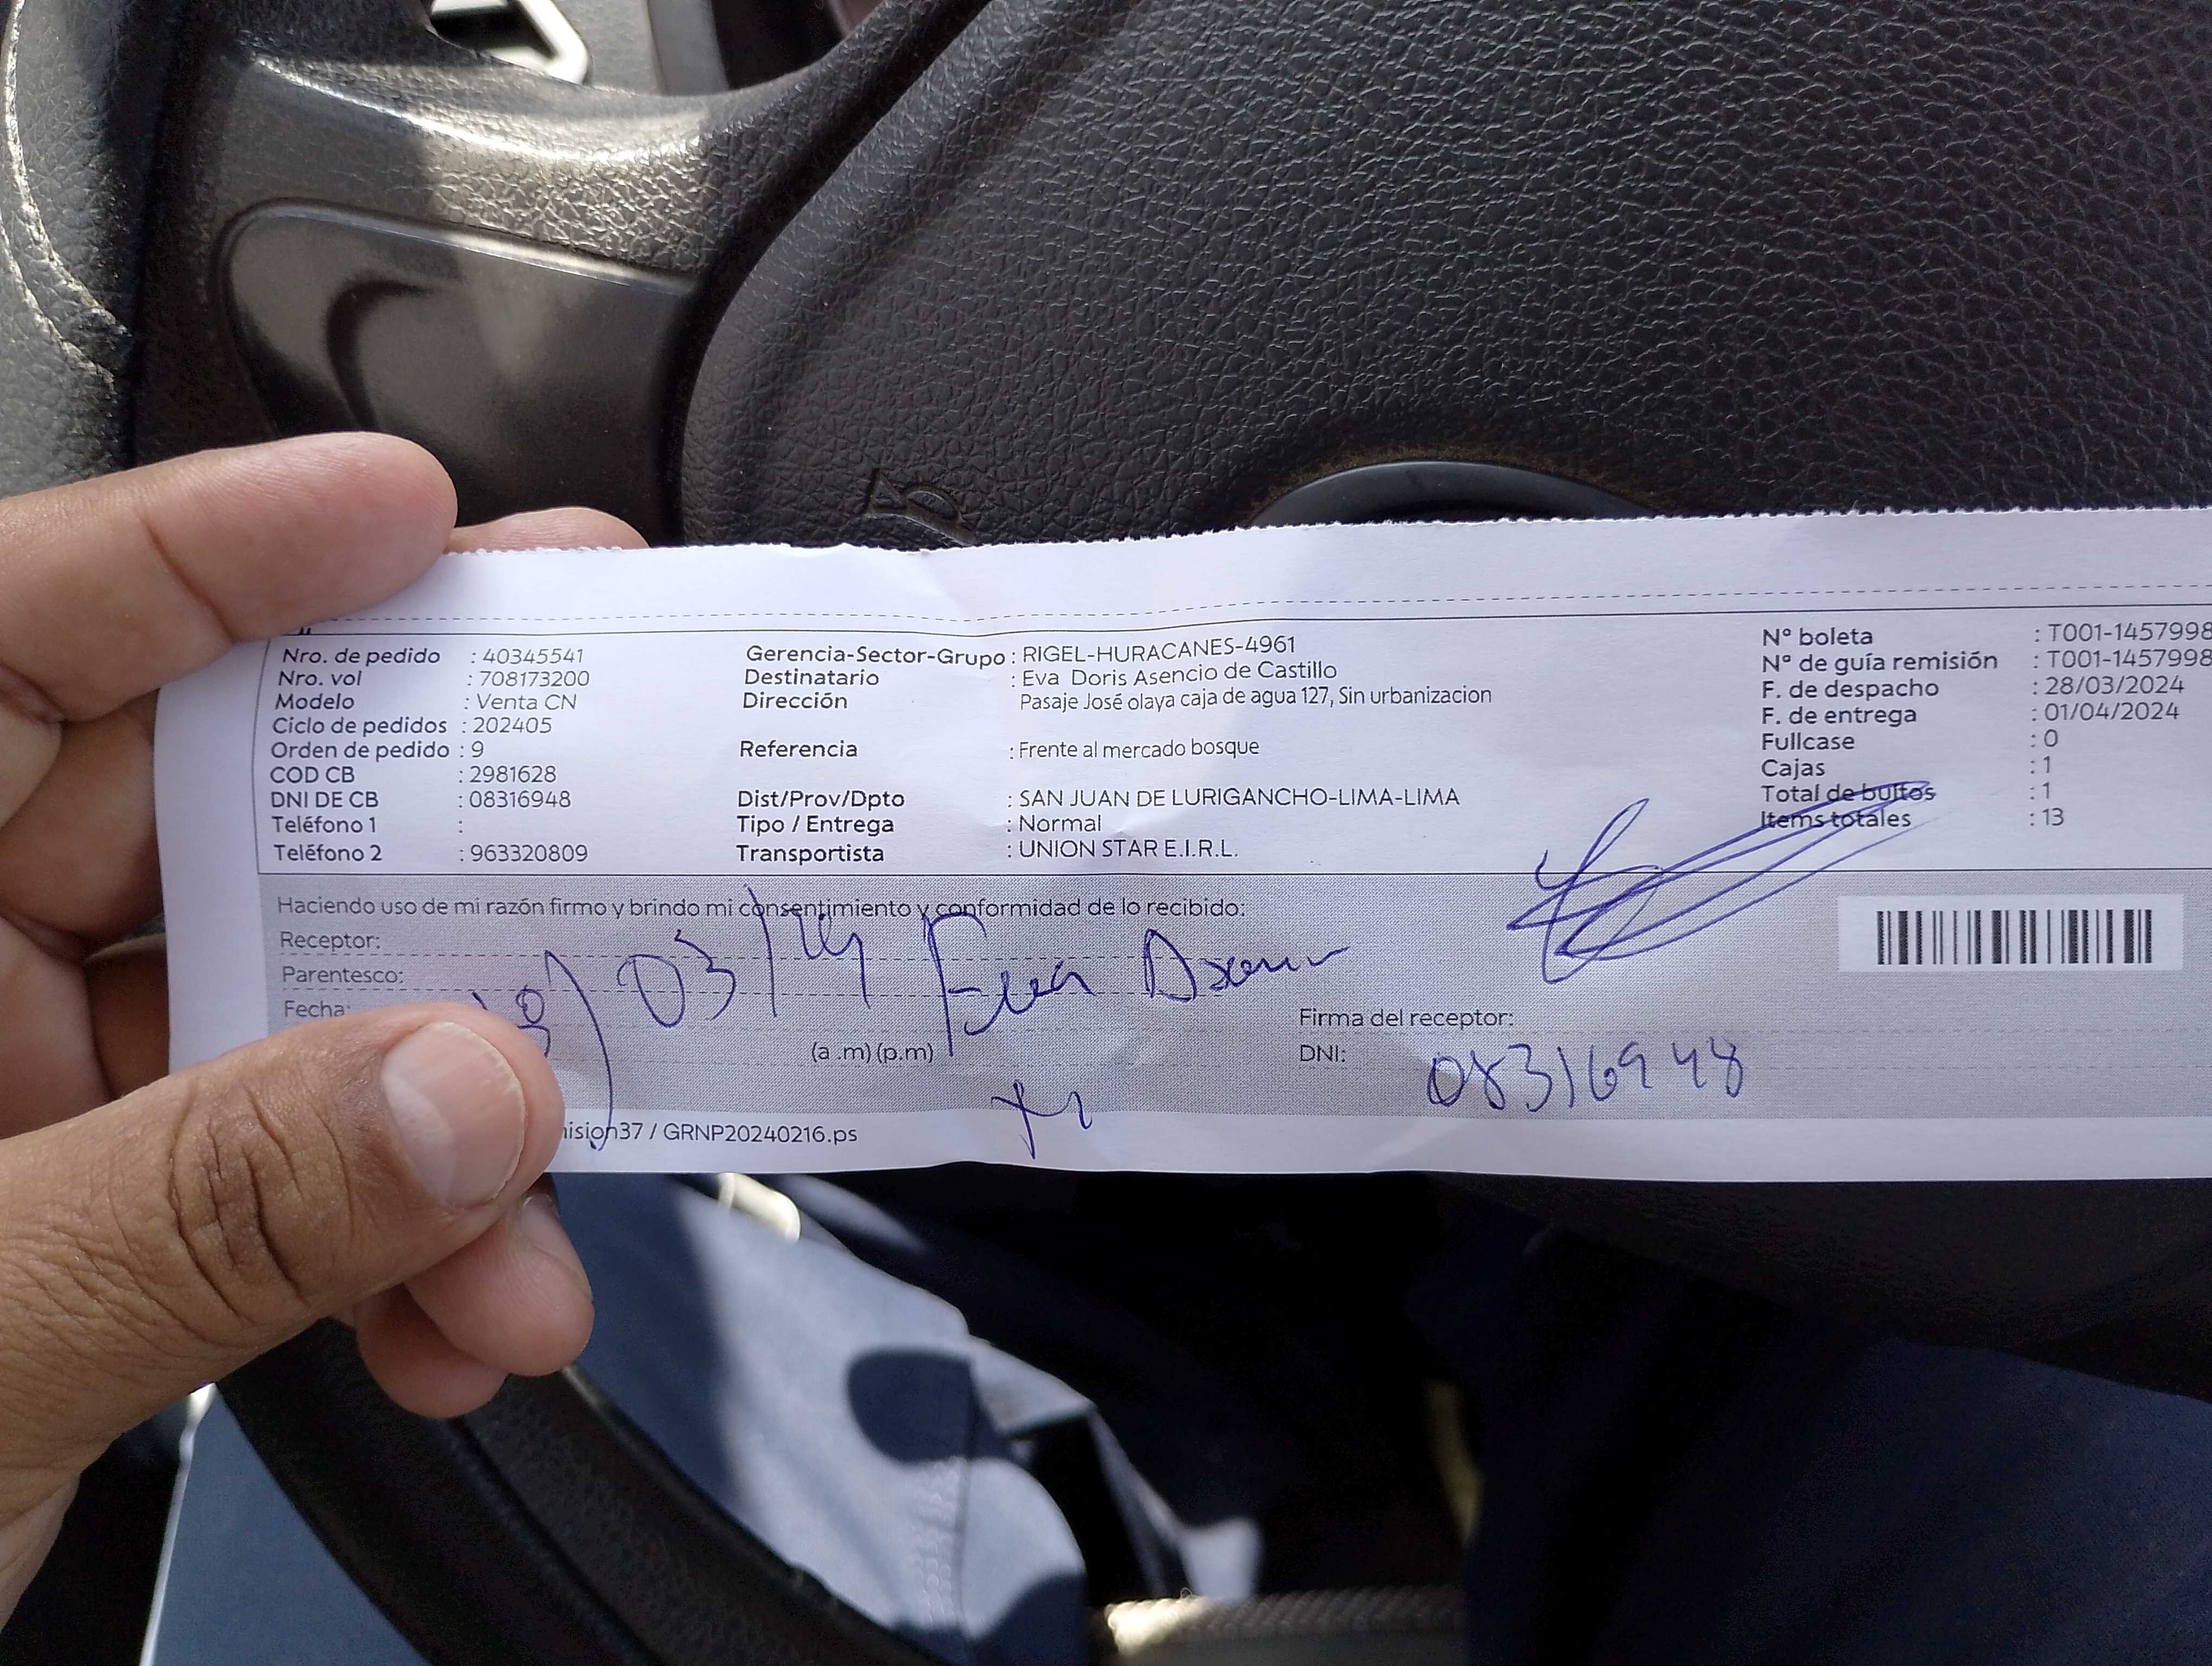 Nro. de pedido : 40345541
Nro. vol : 708173200
Modelo : Venta CN
Ciclo de pedidos : 202405
Orden de pedido : 9
COD CB : 2981628
DNI DE CB : 08316948
Teléfono 1 :
Teléfono 2 : 963320809
Gerencia-Sector-Grupo : RIGEL-HURACANES-4961
Destinatario : Eva Doris Asencio de Castillo
Dirección Pasaje José olaya caja de agua 127, Sin urbanizacion
Referencia : Frente al mercado bosque
Dist/Prov/Dpto : SAN JUAN DE LURIGANCHO-LIMA-LIMA
Tipo / Entrega : Normal
Transportista : UNION STAR E.I.R.L.
N° boleta : T001-1457998
N° de guía remisión : T001-1457998
F. de despacho : 28/03/2024
F. de entrega : 01/04/2024
Fullcase : 0
Cajas : 1
Total de bultos : 1
Items totales : 13
Haciendo uso de mi razón firmo y brindo mi consentimiento y conformidad de lo recibido:
Receptor:
Parentesco:
Fecha:
03/ Eva
(a .m) (p.m)
Firma del receptor:
DNI: 08316948
ision37 / GRNP20240216.ps